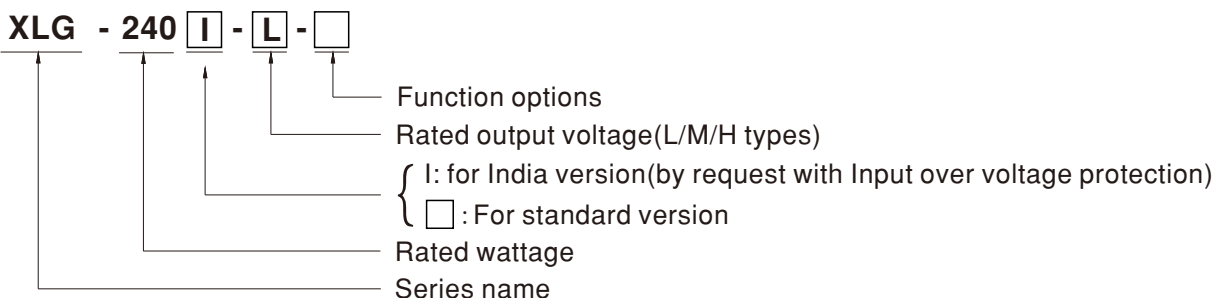 XLG - 240 I - L - □
Function options
Rated output voltage(L/M/H types)
I: for India version(by request with Input over voltage protection)
□ : For standard version
Rated wattage
Series name